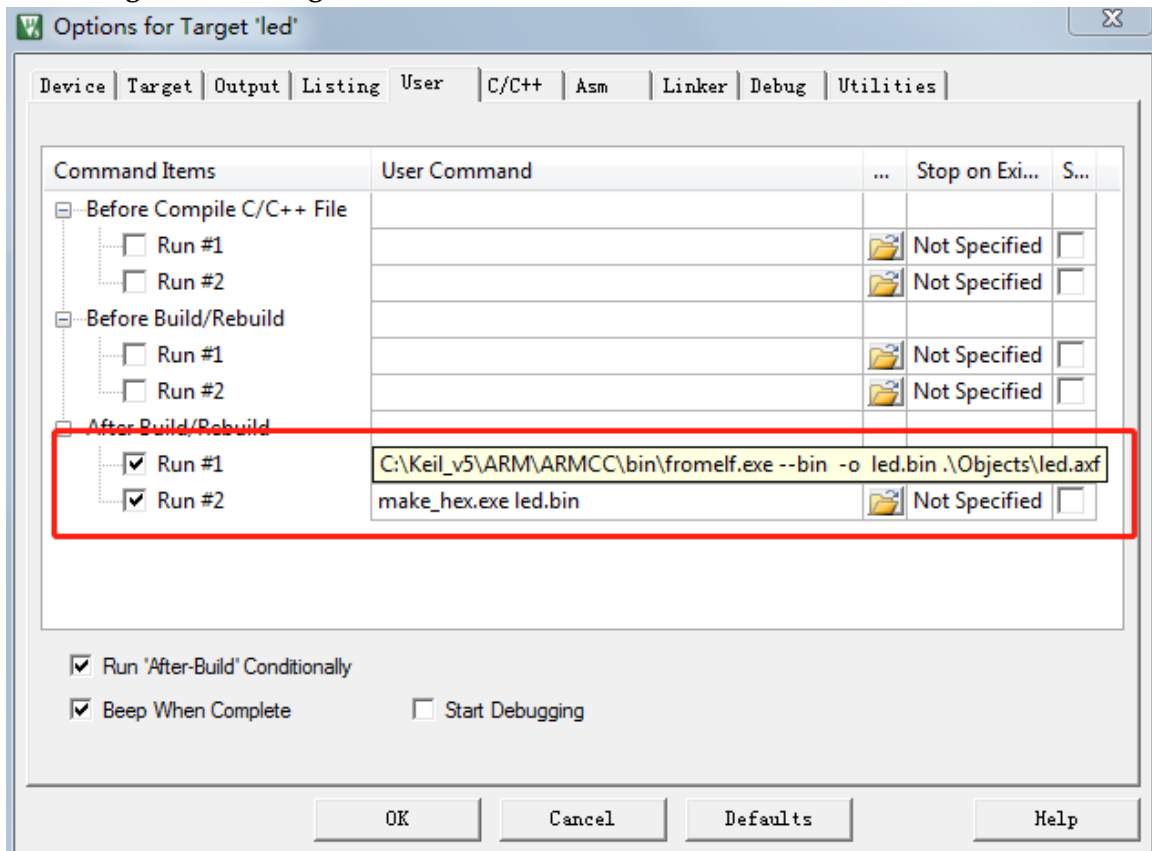 Options for Target 'led'
Device Target Output Listing User C/C++ Asm Linker Debug Utilities
Command Items User Command ... Stop on Exi... S...
Before Compile C/C++ File
Run #1 Not Specified
Run #2 Not Specified
Before Build/Rebuild
Run #1 Not Specified
Run #2 Not Specified
After Build/Rebuild
Run #1 C:\Keil_v5\ARM\ARMCC\bin\fromelf.exe --bin -o led.bin .\Objects\led.axf
Run #2 make_hex.exe led.bin Not Specified
Run 'After-Build' Conditionally
Beep When Complete Start Debugging
OK Cancel Defaults Help